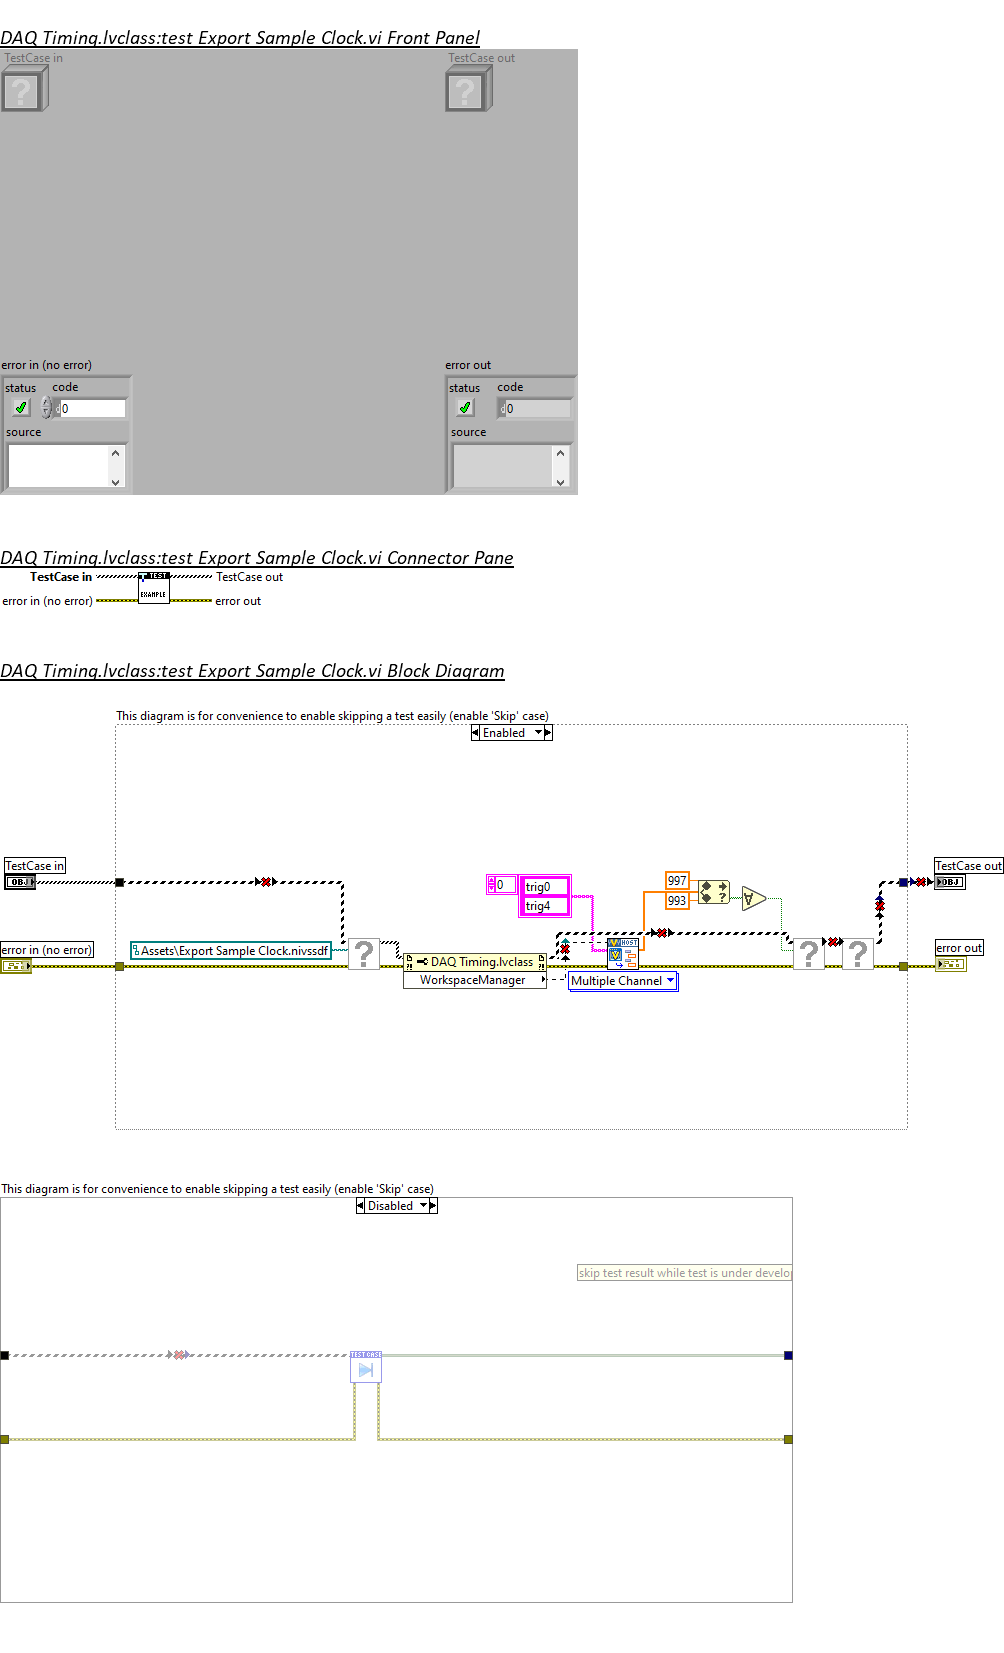 DAQ Timing.lvclass:test Export Sample Clock.vi Front Panel
TestCase in
TestCase out
?
?
error in (no error)
error out
status
code
status
code
0
0
source
source
DAQ Timing.lvclass:test Export Sample Clock.vi Connector Pane
TestCase in
TEST
TestCase out
EXAMPLE
error in (no error)
error out
DAQ Timing.lvclass:test Export Sample Clock.vi Block Diagram
This diagram is for convenience to enable skipping a test easily (enable 'Skip' case)
Enabled
TestCase in
TestCase out
OBJ
0
trig0
997
OBJ
trig4
993
error in (no error)
Assets\Export Sample Clock.nivssdf
?
HOST
?
?
error out
DAQ Timing.lvclass
WorkspaceManager
Multiple Channel
This diagram is for convenience to enable skipping a test easily (enable 'Skip' case)
Disabled
skip test result while test is under develo
TEST CASE